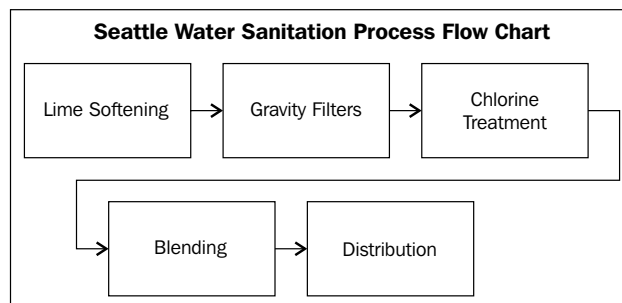 Seattle Water Sanitation Process Flow Chart
Lime Softening
Gravity Filters
Chlorine
Treatment
Blending
Distribution